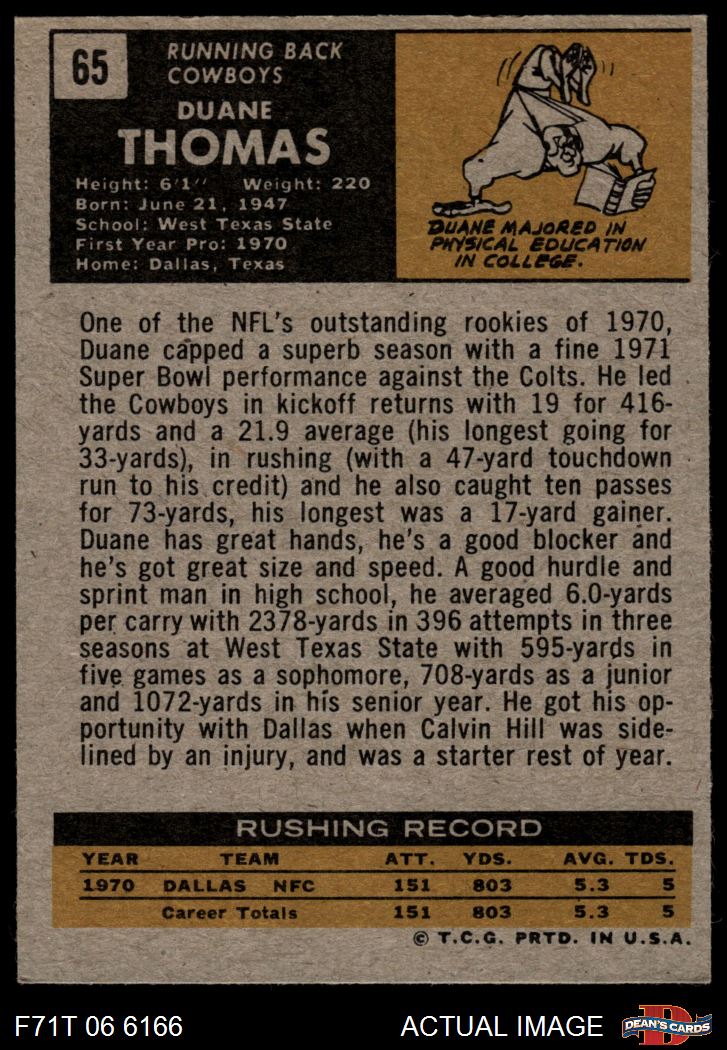 65
RUNNING BACK
COWBOYS
DUANE
THOMAS
Height: 6'1" Weight: 220
Born: June 21, 1947
School: West Texas State
First Year Pro: 1970
Home: Dallas, Texas
DUANE MAJORED IN
PHYSICAL EDUCATION
IN COLLEGE.
One of the NFL's outstanding rookies of 1970,
Duane capped a superb season with a fine 1971
Super Bowl performance against the Colts. He led
the Cowboys in kickoff returns with 19 for 416-
yards and a 21.9 average (his longest going for
33-yards), in rushing (with a 47-yard touchdown
run to his credit) and he also caught ten passes
for 73-yards, his longest was a 17-yard gainer.
Duane has great hands, he's a good blocker and
he's got great size and speed. A good hurdle and
sprint man in high school, he averaged 6.0-yards
per carry with 2378-yards in 396 attempts in three
seasons at West Texas State with 595-yards in
five games as a sophomore, 708-yards as a junior
and 1072-yards in his senior year. He got his op-
portunity with Dallas when Calvin Hill was side-
lined by an injury, and was a starter rest of year.
RUSHING RECORD
YEAR TEAM ATT. YDS. AVG. TDS.
1970 DALLAS NFC 151 803 5.3 5
Career Totals 151 803 5.3 5
© T.C.G. PRTD. IN U.S.A.
F71T 06 6166 ACTUAL IMAGE D DEAN'S CARDS